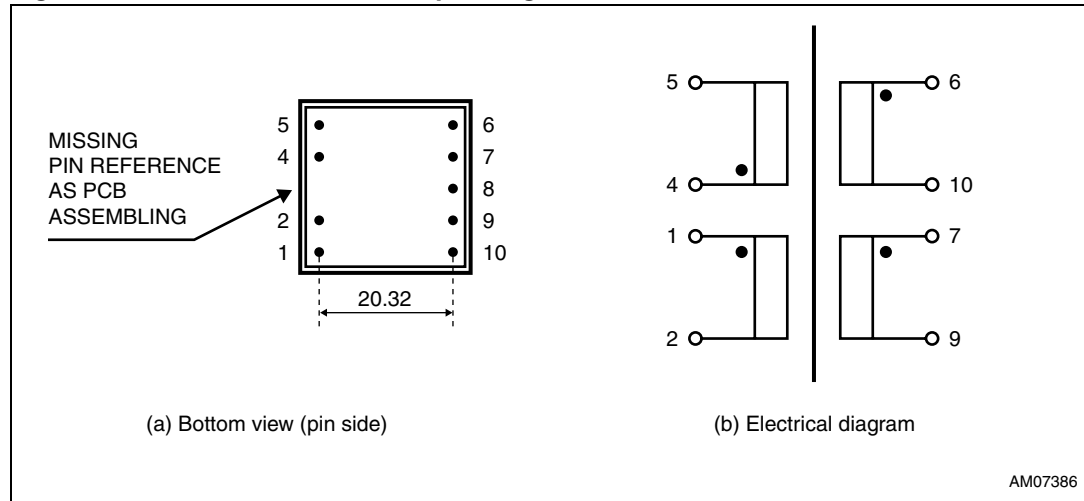 MISSING
PIN REFERENCE
AS PCB
ASSEMBLING
5
4
2
1
6
7
8
9
10
20.32
(a) Bottom view (pin side)
5
4
1
2
6
10
7
9
(b) Electrical diagram
AM07386